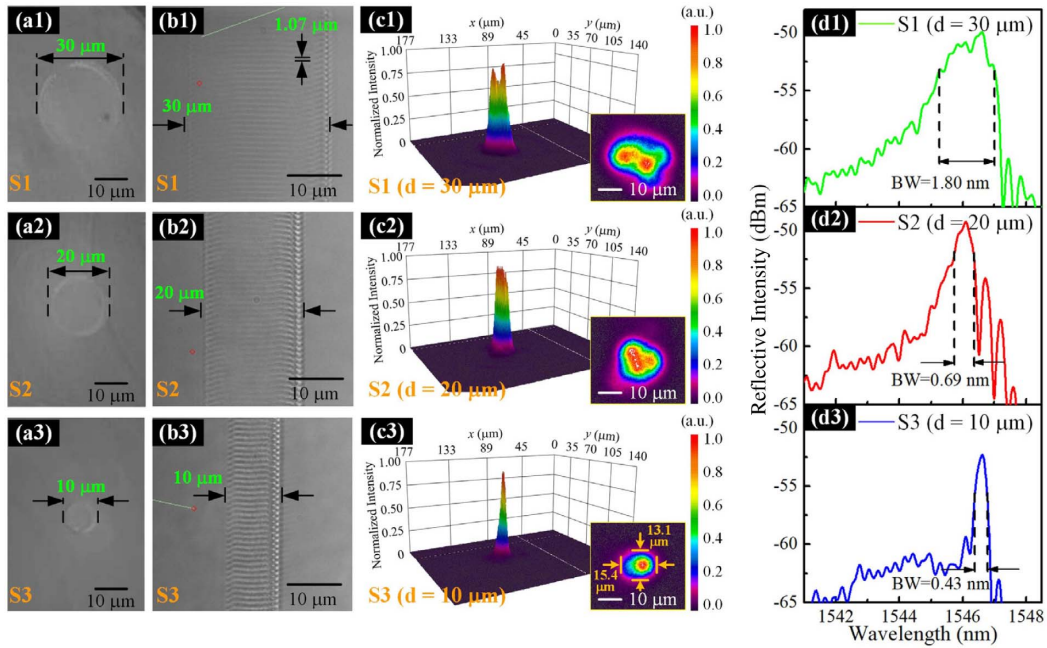 (a1)
30 μm
S1
10 μm
(b1)
1.07 μm
30 μm
S1
10 μm
(c1)
x (μm)
177 133 89 45
y (μm)
0 35 70 105 140
Normalized Intensity
1.00
0.75
0.50
0.25
0
S1 (d = 30 μm)
10 μm
(a.u.)
1.0
0.8
0.6
0.4
0.2
0.0
(d1)
S1 (d = 30 μm)
-50
-55
-60
-65
BW=1.80 nm
(a2)
20 μm
S2
10 μm
(b2)
20 μm
S2
10 μm
(c2)
x (μm)
177 133 89 45
y (μm)
0 35 70 105 140
Normalized Intensity
1.00
0.75
0.50
0.25
0
S2 (d = 20 μm)
10 μm
(a.u.)
1.0
0.8
0.6
0.4
0.2
0.0
(d2)
S2 (d = 20 μm)
-50
-55
-60
-65
BW=0.69 nm
Reflective Intensity (dBm)
(a3)
10 μm
S3
10 μm
(b3)
10 μm
S3
10 μm
(c3)
x (μm)
177 133 89 45
y (μm)
0 35 70 105 140
Normalized Intensity
1.00
0.75
0.50
0.25
0
S3 (d = 10 μm)
13.1
μm
15.4
μm
10 μm
(a.u.)
1.0
0.8
0.6
0.4
0.2
0.0
(d3)
S3 (d = 10 μm)
-50
-55
-60
-65
BW=0.43 nm
1542 1544 1546 1548
Wavelength (nm)